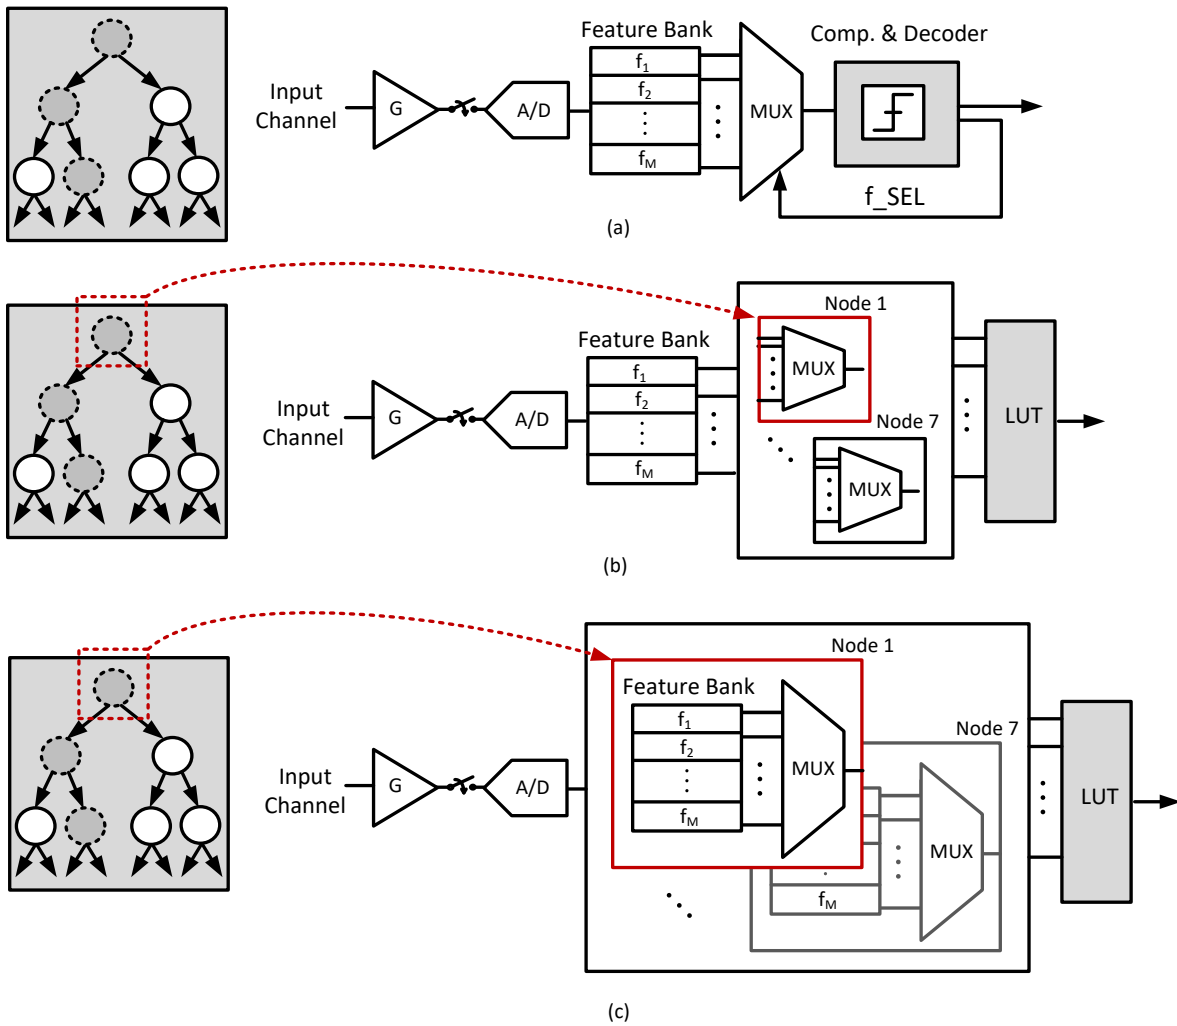 Feature Bank
Comp. & Decoder
Input
Channel
G
A/D
f1
f2
fM
MUX
f_SEL
(a)
Node 1
Feature Bank
Input
Channel
G
A/D
f1
f2
fM
MUX
Node 7
MUX
LUT
(b)
Node 1
Feature Bank
Node 7
Input
Channel
G
A/D
f1
f2
fM
MUX
MUX
fM
LUT
(c)